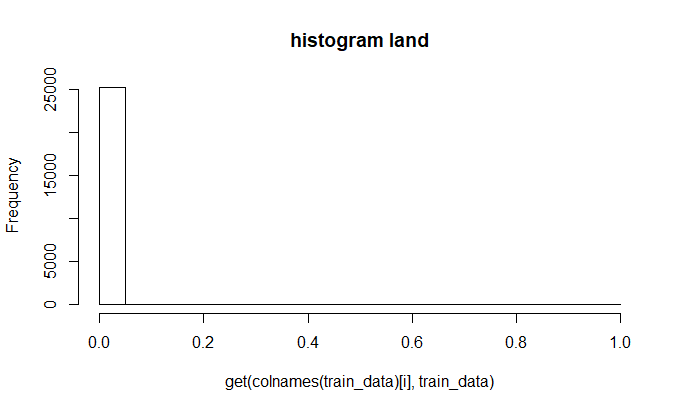 histogram land
Frequency
25000
15000
5000
0
0.0 0.2 0.4 0.6 0.8 1.0
get(colnames(train_data)[i], train_data)